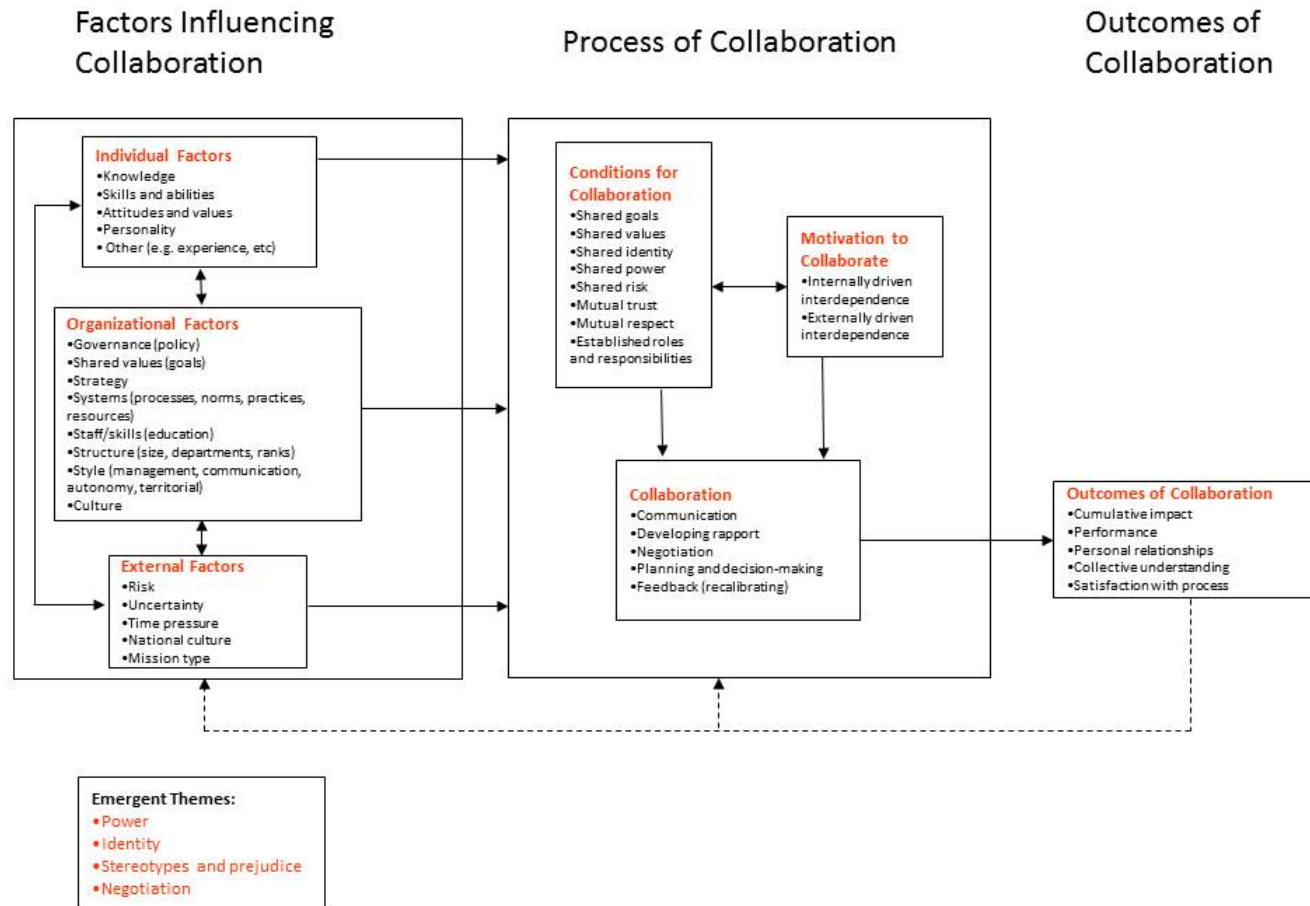 Factors Influencing
Collaboration
Process of Collaboration
Outcomes of
Collaboration
Individual Factors
•Knowledge
•Skills and abilities
•Attitudes and values
•Personality
• Other (e.g. experience, etc)
Organizational Factors
•Governance (policy)
•Shared values (goals)
•Strategy
•Systems (processes, norms, practices,
resources)
•Staff/skills (education)
•Structure (size, departments, ranks)
•Style (management, communication,
autonomy, territorial)
•Culture
External Factors
•Risk
•Uncertainty
•Time pressure
•National culture
•Mission type
Conditions for
Collaboration
•Shared goals
•Shared values
•Shared identity
•Shared power
•Shared risk
•Mutual trust
•Mutual respect
•Established roles
and responsibilities
Motivation to
Collaborate
•Internally driven
interdependence
•Externally driven
interdependence
Collaboration
•Communication
•Developing rapport
•Negotiation
•Planning and decision-making
•Feedback (recalibrating)
Outcomes of Collaboration
•Cumulative impact
•Performance
•Personal relationships
•Collective understanding
•Satisfaction with process
Emergent Themes:
•Power
•Identity
•Stereotypes and prejudice
•Negotiation